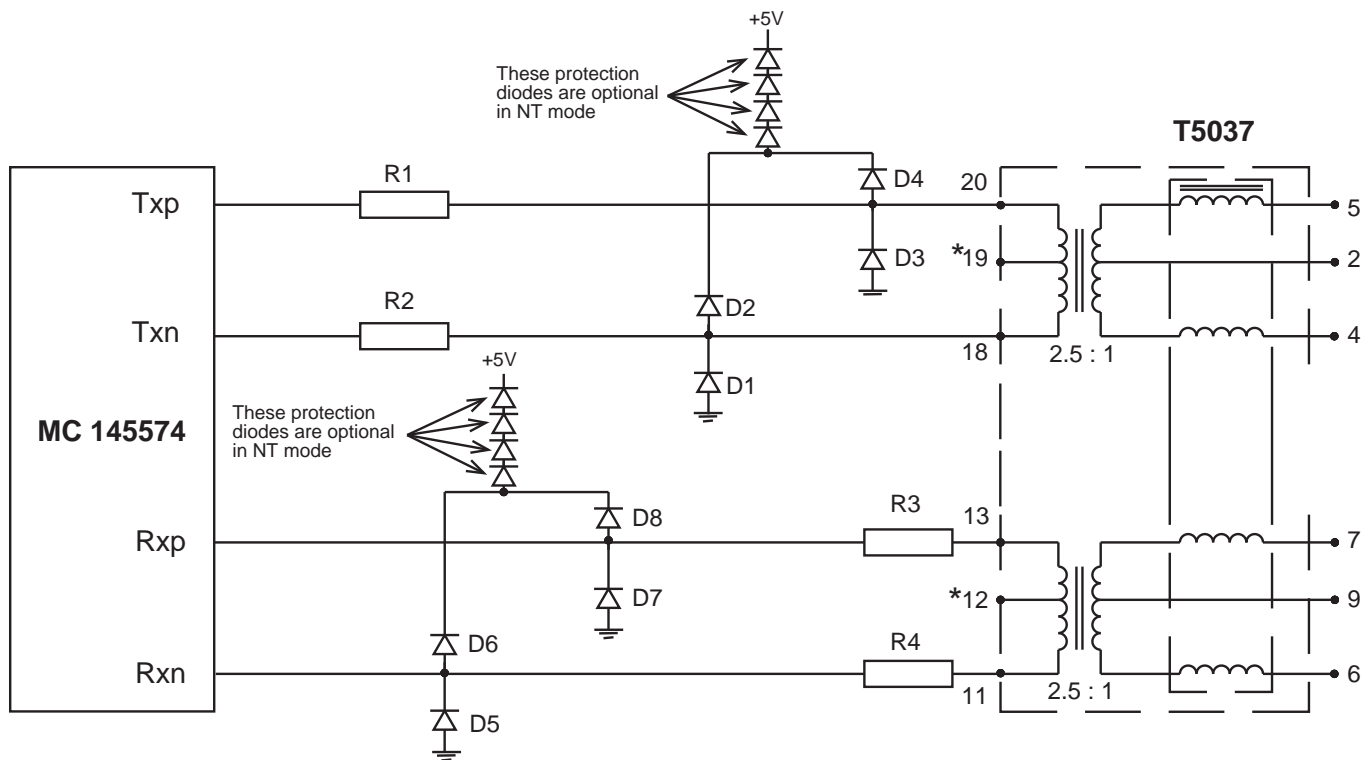 +5V
These protection
diodes are optional
in NT mode
T5037
R1
D4
20
Txp
5
*19
D3
2
R2
D2
Txn
4
18
2.5 : 1
+5V
D1
These protection
diodes are optional
in NT mode
MC 145574
R3
13
D8
Rxp
7
*12
D7
9
D6
R4
Rxn
6
11
2.5 : 1
D5